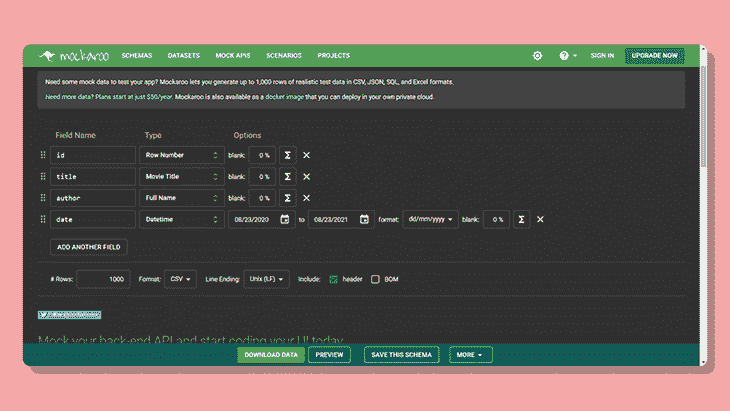 mockaroo SCHEMAS DATASETS MOCK APIS SCENARIOS PROJECTS SIGN IN UPGRADE NOW
Need some mock data to test your app? Mockaroo lets you generate up to 1,000 rows of realistic test data in CSV, JSON, SQL, and Excel formats.
Need more data? Plans start at just $50/year. Mockaroo is also available as a docker image that you can deploy in your own private cloud.
Field Name Type Options
id Row Number blank: 0 % Σ
title Movie Title blank: 0 % Σ
author Full Name blank: 0 % Σ
date Datetime 08/23/2020 to 08/23/2021 format: dd/mm/yyyy blank: 0 % Σ
ADD ANOTHER FIELD
# Rows: 1000 Format: CSV Line Ending: Unix (LF) Include: header BOM
Mock your back-end API and start coding your UI today
DOWNLOAD DATA PREVIEW SAVE THIS SCHEMA MORE